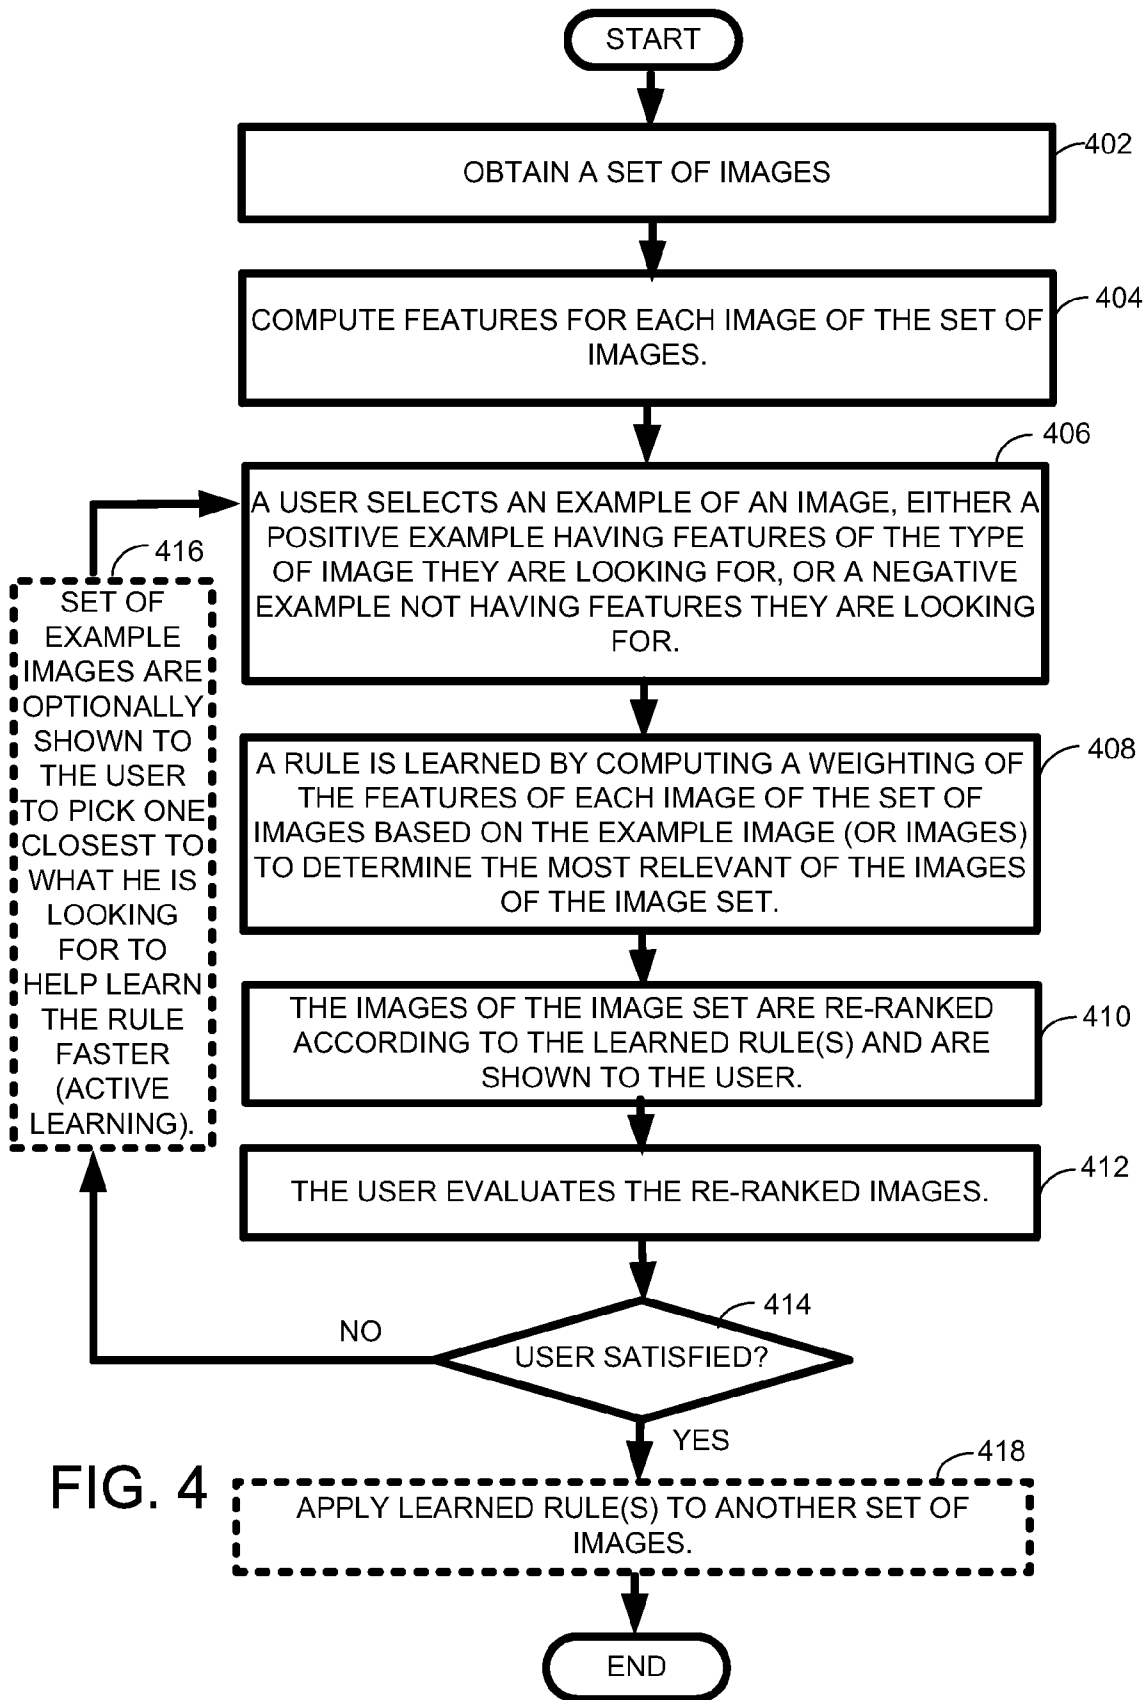 START
402
OBTAIN A SET OF IMAGES
404
COMPUTE FEATURES FOR EACH IMAGE OF THE SET OF
IMAGES.
406
A USER SELECTS AN EXAMPLE OF AN IMAGE, EITHER A
POSITIVE EXAMPLE HAVING FEATURES OF THE TYPE
OF IMAGE THEY ARE LOOKING FOR, OR A NEGATIVE
EXAMPLE NOT HAVING FEATURES THEY ARE LOOKING
FOR.
416
SET OF
EXAMPLE
IMAGES ARE
OPTIONALLY
SHOWN TO
THE USER
TO PICK ONE
CLOSEST TO
WHAT HE IS
LOOKING
FOR TO
HELP LEARN
THE RULE
FASTER
(ACTIVE
LEARNING).
408
A RULE IS LEARNED BY COMPUTING A WEIGHTING OF
THE FEATURES OF EACH IMAGE OF THE SET OF
IMAGES BASED ON THE EXAMPLE IMAGE (OR IMAGES)
TO DETERMINE THE MOST RELEVANT OF THE IMAGES
OF THE IMAGE SET.
410
THE IMAGES OF THE IMAGE SET ARE RE-RANKED
ACCORDING TO THE LEARNED RULE(S) AND ARE
SHOWN TO THE USER.
412
THE USER EVALUATES THE RE-RANKED IMAGES.
414
NO
USER SATISFIED?
YES
FIG. 4
418
APPLY LEARNED RULE(S) TO ANOTHER SET OF
IMAGES.
END